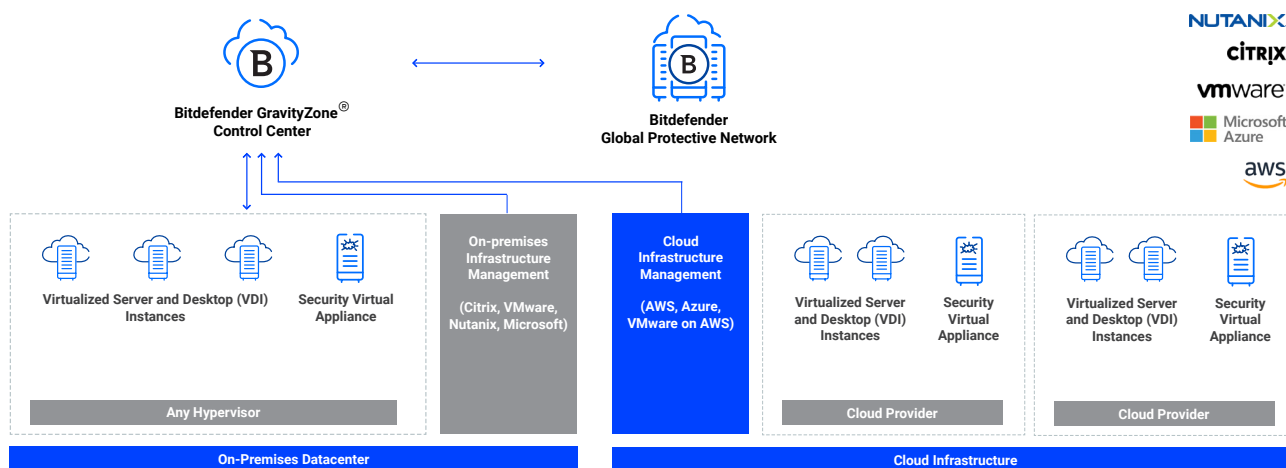 NUTANIX
CITRIX
vmware
Microsoft
Azure
aws
B
Bitdefender GravityZone®
Control Center
B
Bitdefender
Global Protective Network
Virtualized Server and Desktop (VDI)
Instances
Security Virtual
Appliance
Any Hypervisor
On-premises
Infrastructure
Management
(Citrix, VMware,
Nutanix, Microsoft)
On-Premises Datacenter
Cloud
Infrastructure
Management
(AWS, Azure,
VMware on AWS)
Virtualized Server
and Desktop (VDI)
Instances
Security
Virtual
Appliance
Cloud Provider
Virtualized Server
and Desktop (VDI)
Instances
Security
Virtual
Appliance
Cloud Provider
Cloud Infrastructure